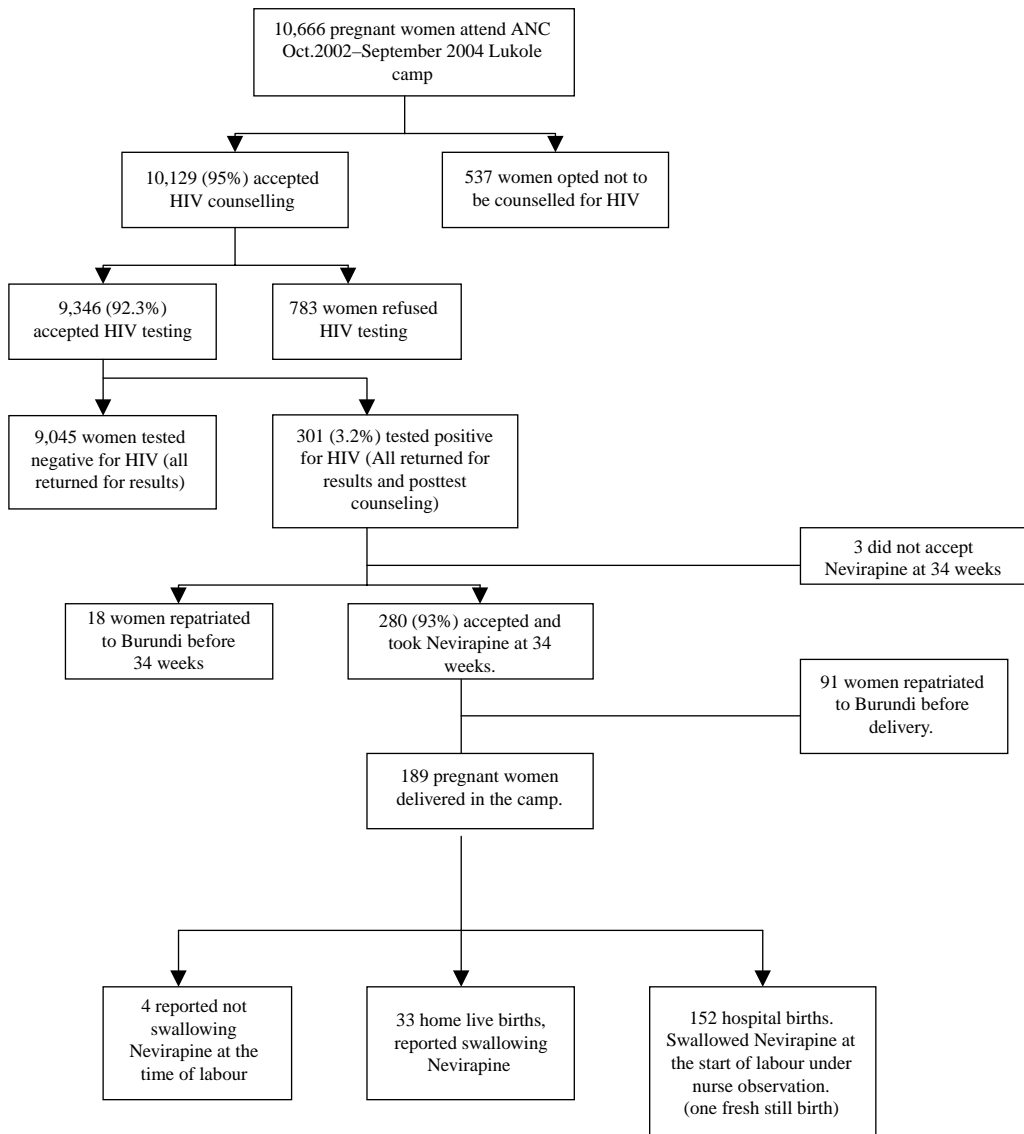 10,666 pregnant women attend ANC
Oct.2002–September 2004 Lukole
camp
10,129 (95%) accepted
HIV counselling
537 women opted not to
be counselled for HIV
9,346 (92.3%)
accepted HIV testing
783 women refused
HIV testing
9,045 women tested
negative for HIV (all
returned for results)
301 (3.2%) tested positive
for HIV (All returned for
results and posttest
counseling)
3 did not accept
Nevirapine at 34 weeks
18 women repatriated
to Burundi before
34 weeks
280 (93%) accepted and
took Nevirapine at 34
weeks.
91 women repatriated
to Burundi before
delivery.
189 pregnant women
delivered in the camp.
4 reported not
swallowing
Nevirapine at the
time of labour
33 home live births,
reported swallowing
Nevirapine
152 hospital births.
Swallowed Nevirapine at
the start of labour under
nurse observation.
(one fresh still birth)